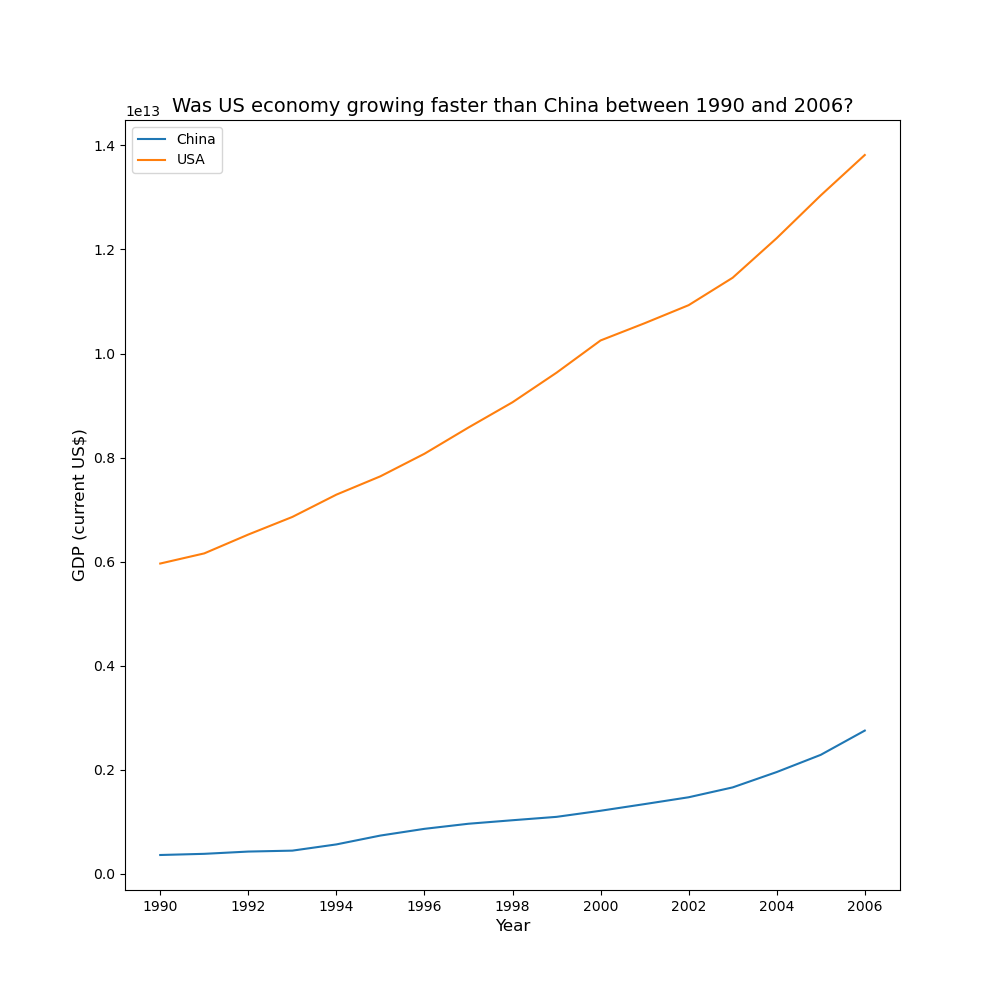 Was US economy growing faster than China between 1990 and 2006?
1e13
China
USA
1.4
1.2
1.0
0.8
0.6
0.4
0.2
0.0
GDP (current US$)
1990 1992 1994 1996 1998 2000 2002 2004 2006
Year